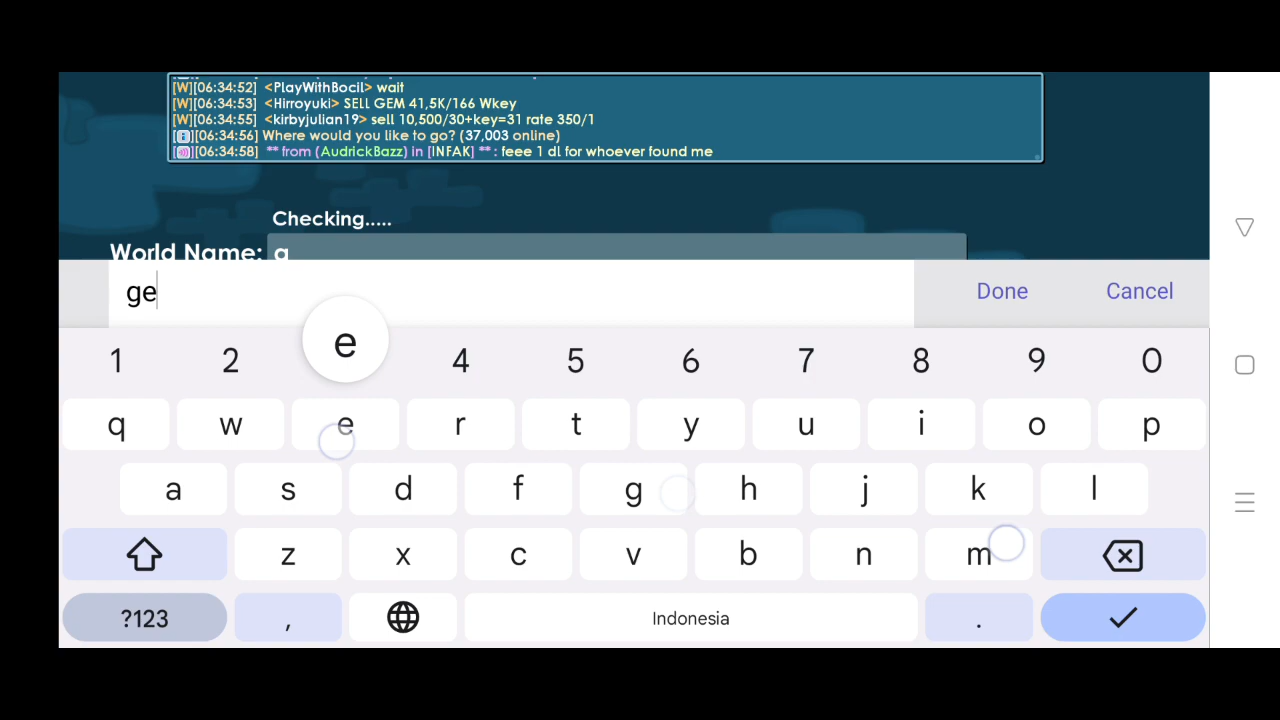 [W][06:34:52] <PlayWithBocil> wait
[W][06:34:53] <Hirroyuki> SELL GEM 41,5K/166 Wkey
[W][06:34:55] <kirbyjulian19> sell 10,500/30+key=31 rate 350/1
[06:34:56] Where would you like to go? (37,003 online)
[06:34:58] ** from (AudrickBazz) in [INFAK] ** : feee 1 dl for whoever found me
Checking.....
World Name: g
ge
Done Cancel
e
1 2 4 5 6 7 8 9 0
q w e r t y u i o p
a s d f g h j k l
z x c v b n m
?123 , Indonesia .